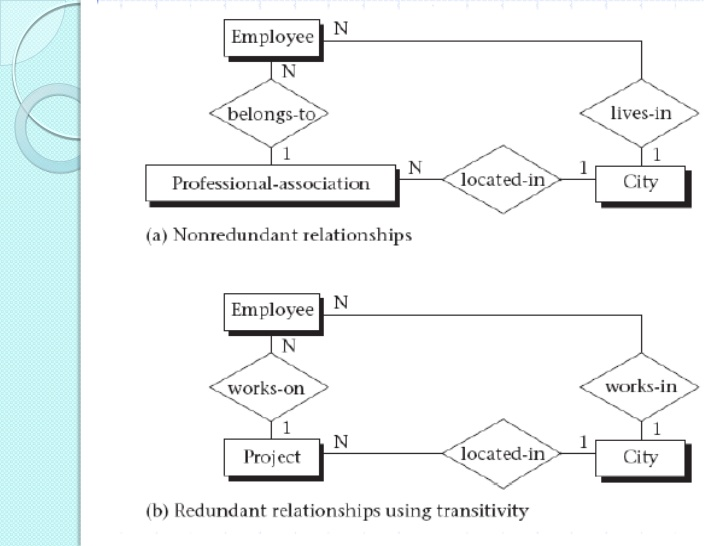 Employee N
N
belongs-to
lives-in
1
1
Professional-association
N
located-in
1
City
(a) Nonredundant relationships
Employee N
N
works-on
works-in
1
1
Project
N
located-in
1
City
(b) Redundant relationships using transitivity